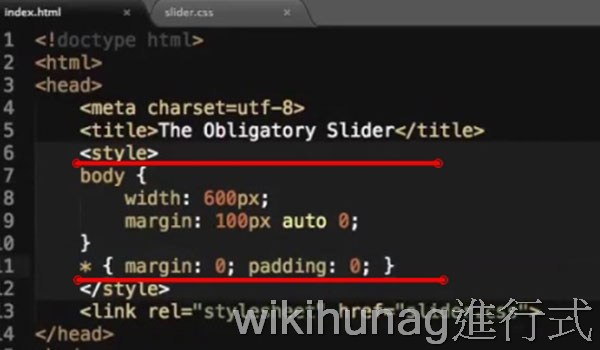 index.html × slider.css ×
1 <!doctype html>
2 <html>
3 <head>
4 <meta charset=utf-8>
5 <title>The Obligatory Slider</title>
6 <style>
7 body {
8 width: 600px;
9 margin: 100px auto 0;
10 }
11 * { margin: 0; padding: 0; }
12 </style>
13 <link rel="stylesheet" href="slider.css">
14 </head>
wikihunag進行式